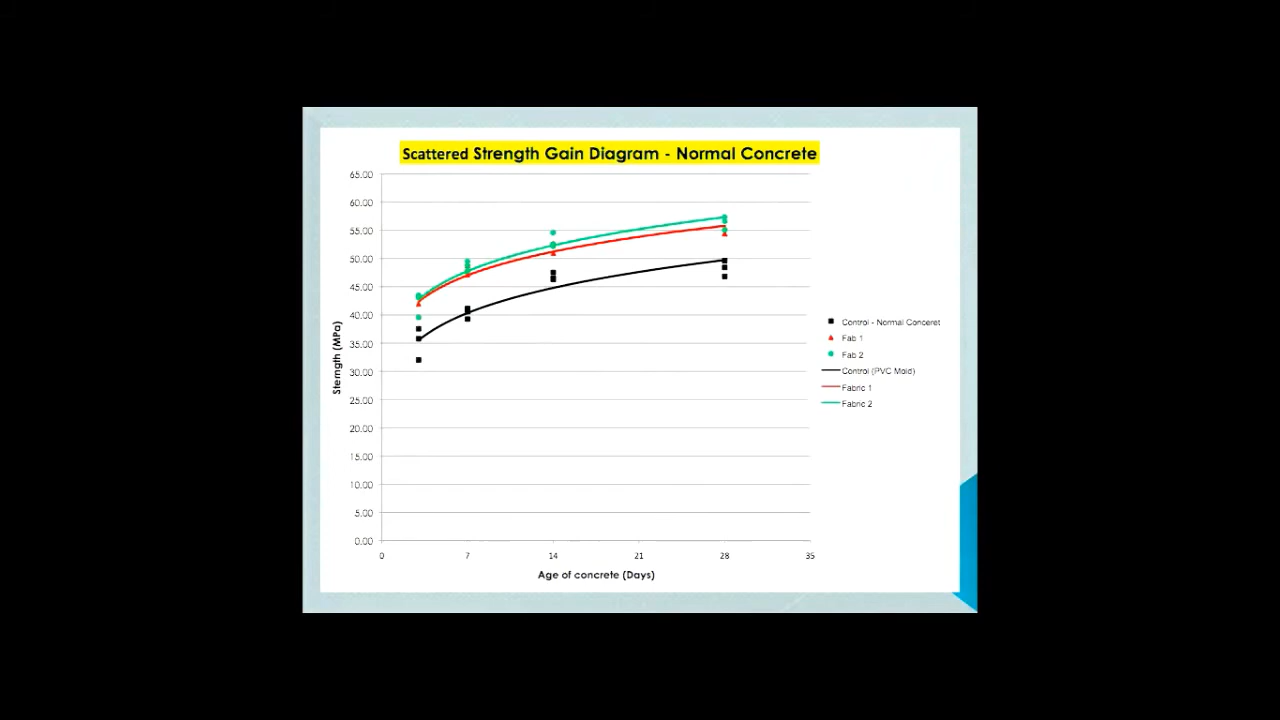 Scattered Strength Gain Diagram - Normal Concrete
65.00
60.00
55.00
50.00
45.00
40.00
35.00
30.00
25.00
20.00
15.00
10.00
5.00
0.00
Sterngth (MPa)
0 7 14 21 28 35
Age of concrete (Days)
Control - Normal Conceret
Fab 1
Fab 2
Control (PVC Mold)
Fabric 1
Fabric 2